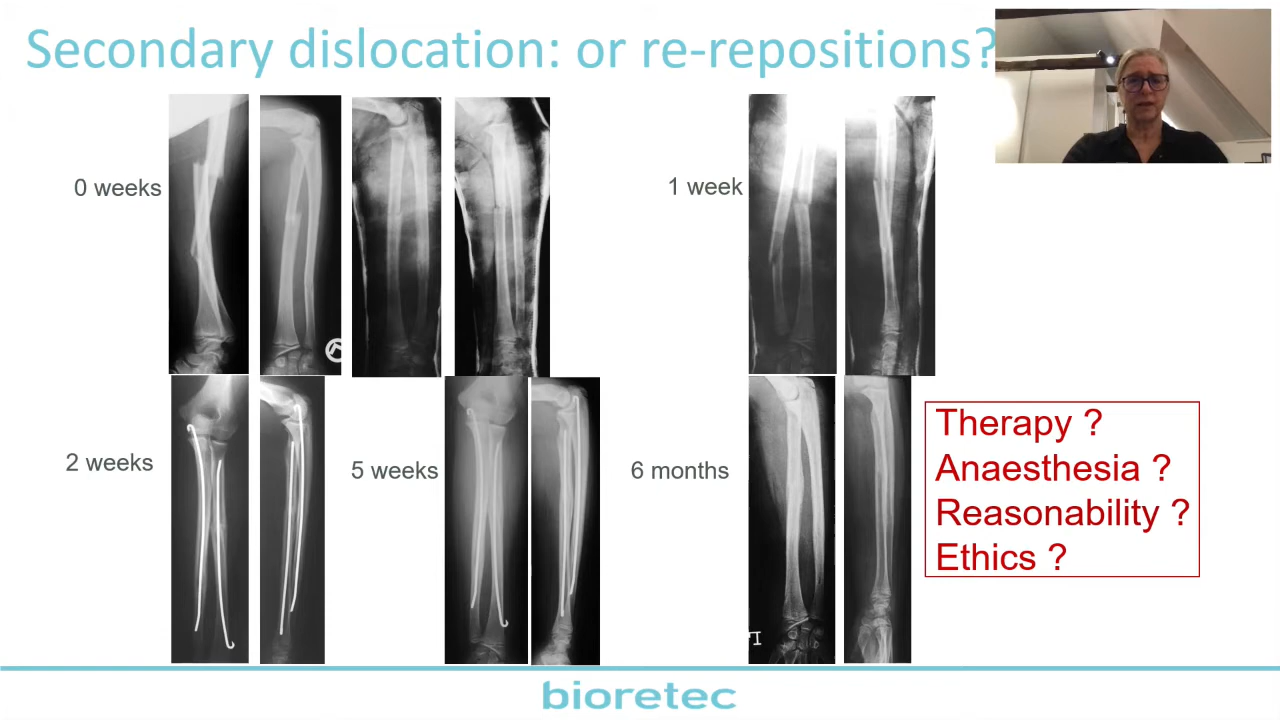 Secondary dislocation: or re-repositions?
0 weeks
1 week
2 weeks
5 weeks
6 months
Therapy ?
Anaesthesia ?
Reasonability ?
Ethics ?
bioretec